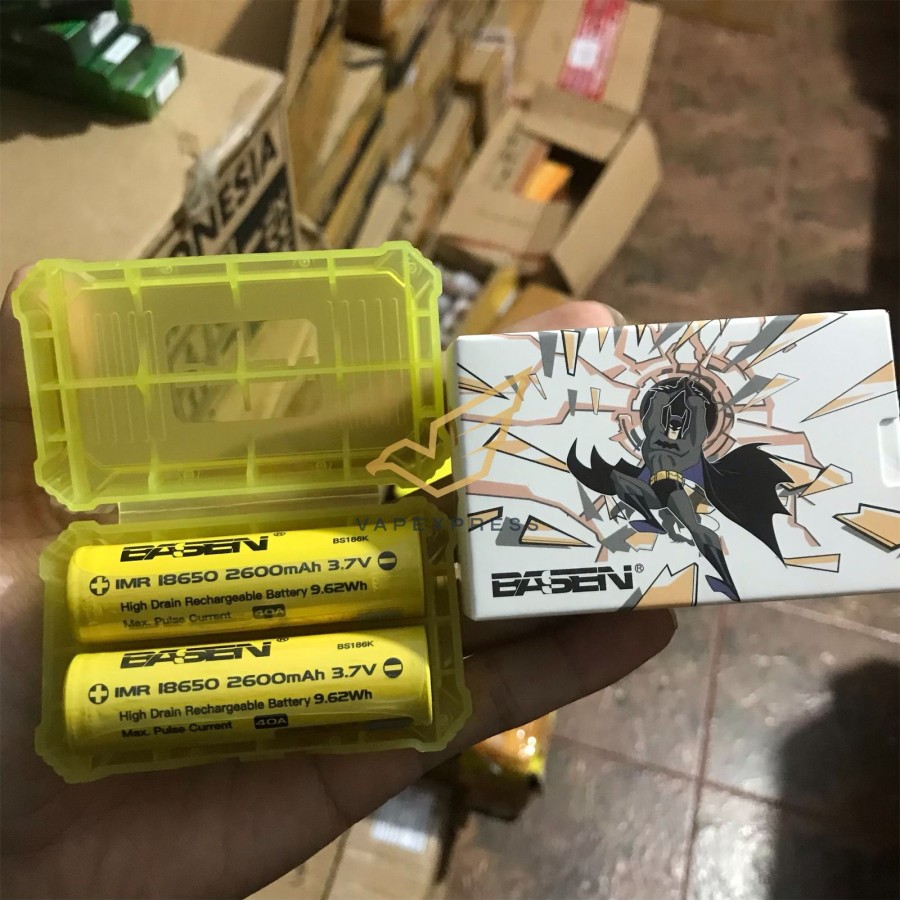 ONESIA
BASEN®
BS186K
+ IMR 18650 2600mAh 3.7V -
High Drain Rechargeable Battery 9.62Wh
Max. Pulse Current 40A
BASEN®
BS186K
+ IMR 18650 2600mAh 3.7V -
High Drain Rechargeable Battery 9.62Wh
Max. Pulse Current 40A
BASEN®
VAPEXPRESS